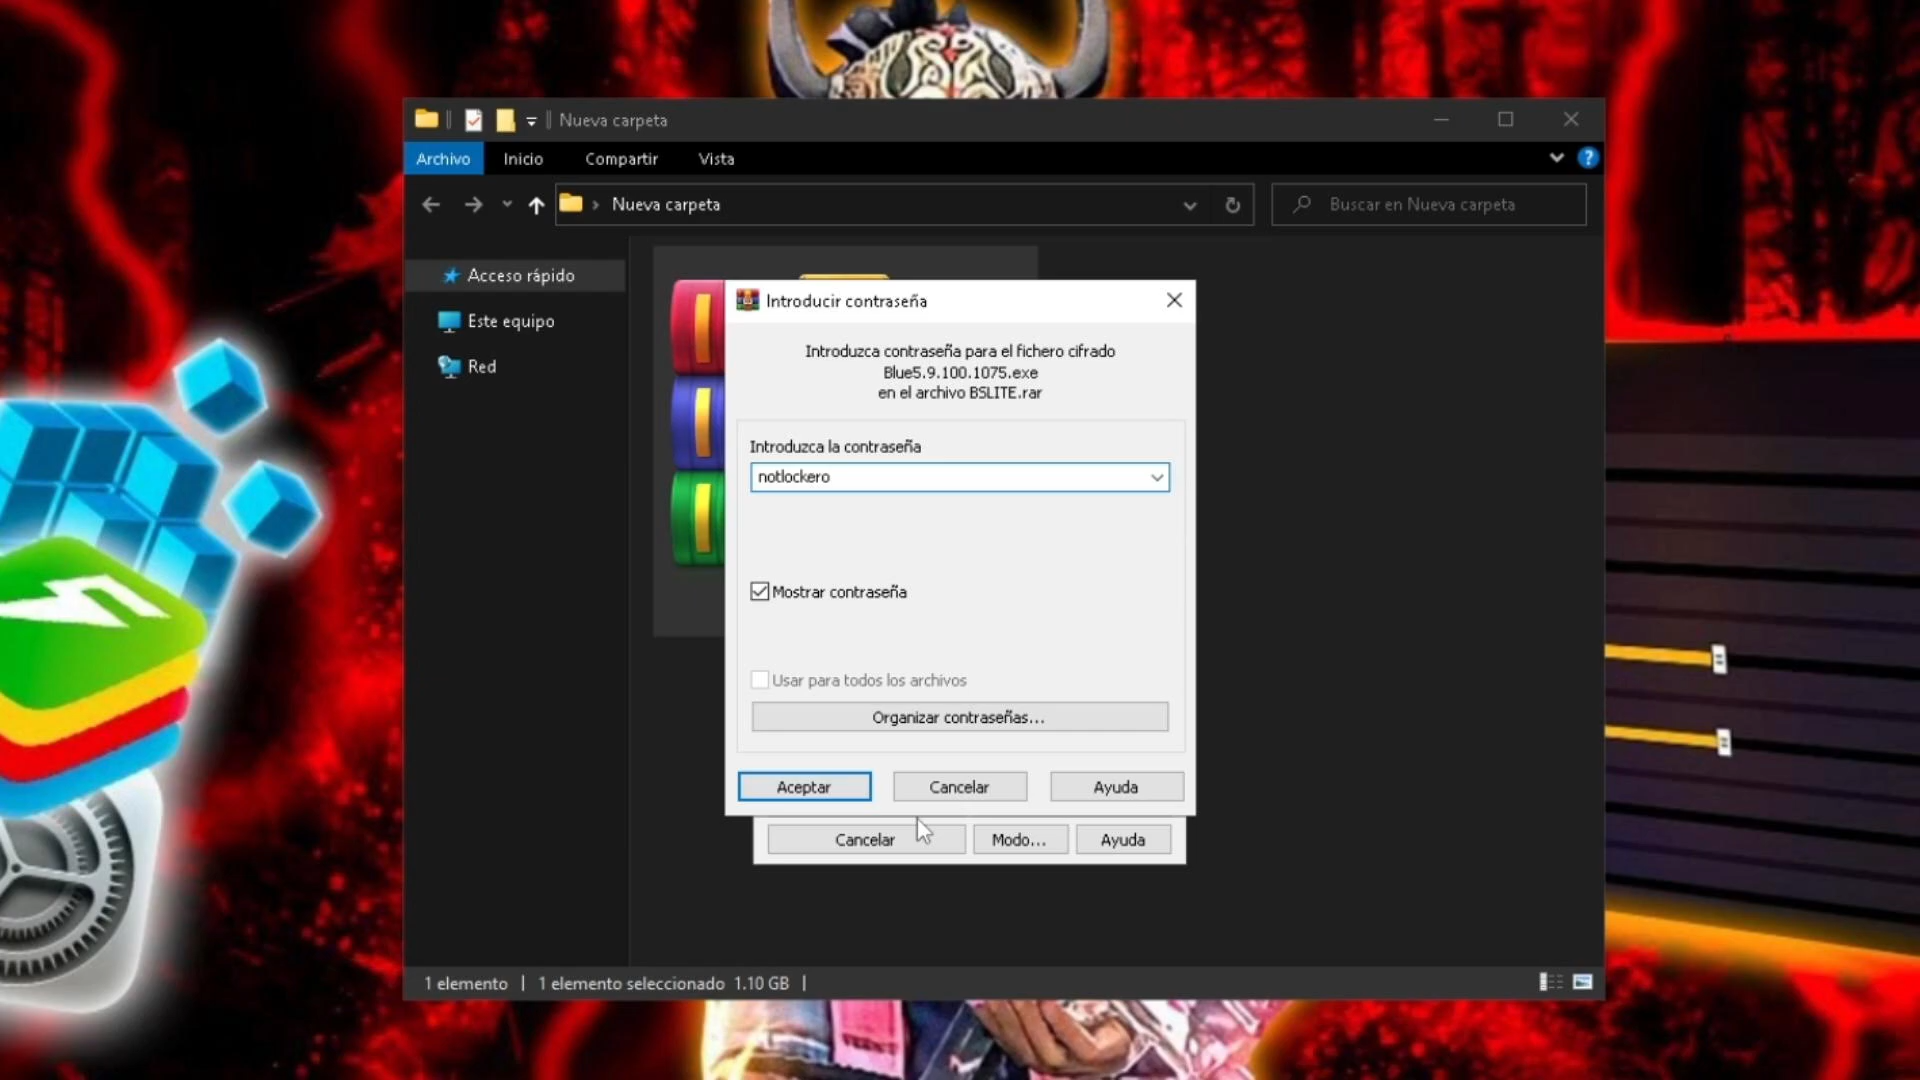 Nueva carpeta
Archivo Inicio Compartir Vista
Nueva carpeta
Buscar en Nueva carpeta
Acceso rápido
Este equipo
Red
Introducir contraseña
Introduzca contraseña para el fichero cifrado
Blue5.9.100.1075.exe
en el archivo BSLITE.rar
Introduzca la contraseña
notlockero
Mostrar contraseña
Usar para todos los archivos
Organizar contraseñas...
Aceptar Cancelar Ayuda
Cancelar Modo... Ayuda
1 elemento 1 elemento seleccionado 1.10 GB